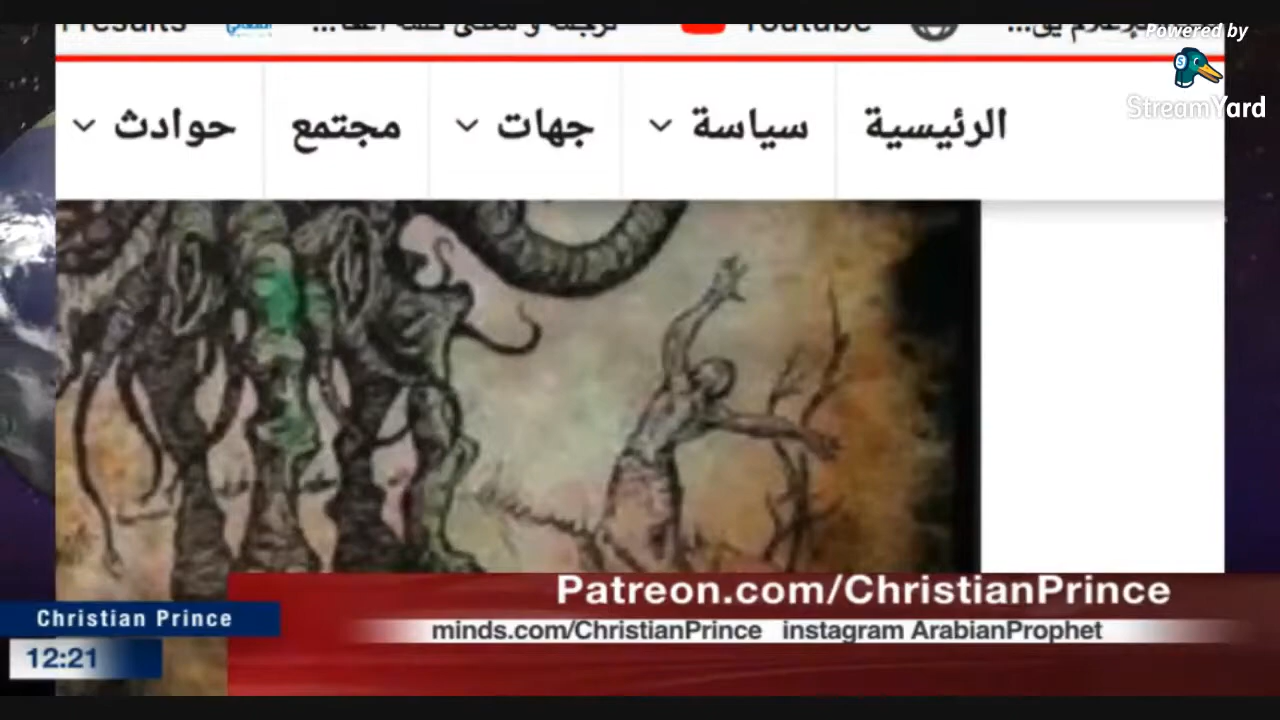 Powered by
StreamYard
الرئيسية سياسة جهات مجتمع حوادث
Patreon.com/ChristianPrince
Christian Prince
minds.com/ChristianPrince instagram ArabianProphet
12:21